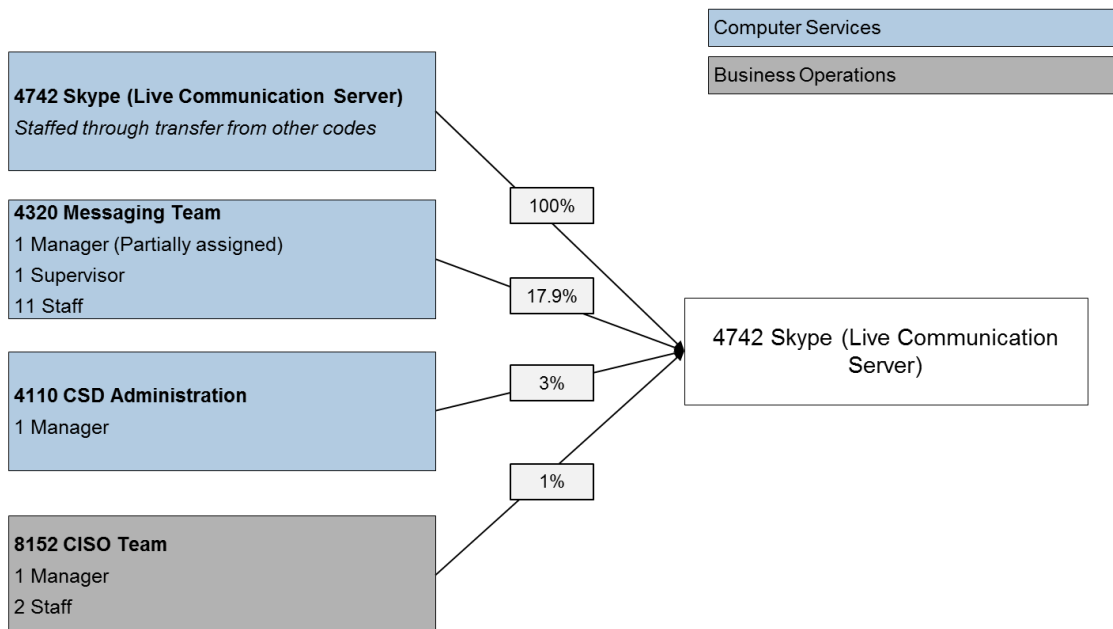 Computer Services
Business Operations
4742 Skype (Live Communication Server)
Staffed through transfer from other codes
100%
4320 Messaging Team
1 Manager (Partially assigned)
1 Supervisor
11 Staff
17.9%
4742 Skype (Live Communication
Server)
4110 CSD Administration
1 Manager
3%
1%
8152 CISO Team
1 Manager
2 Staff